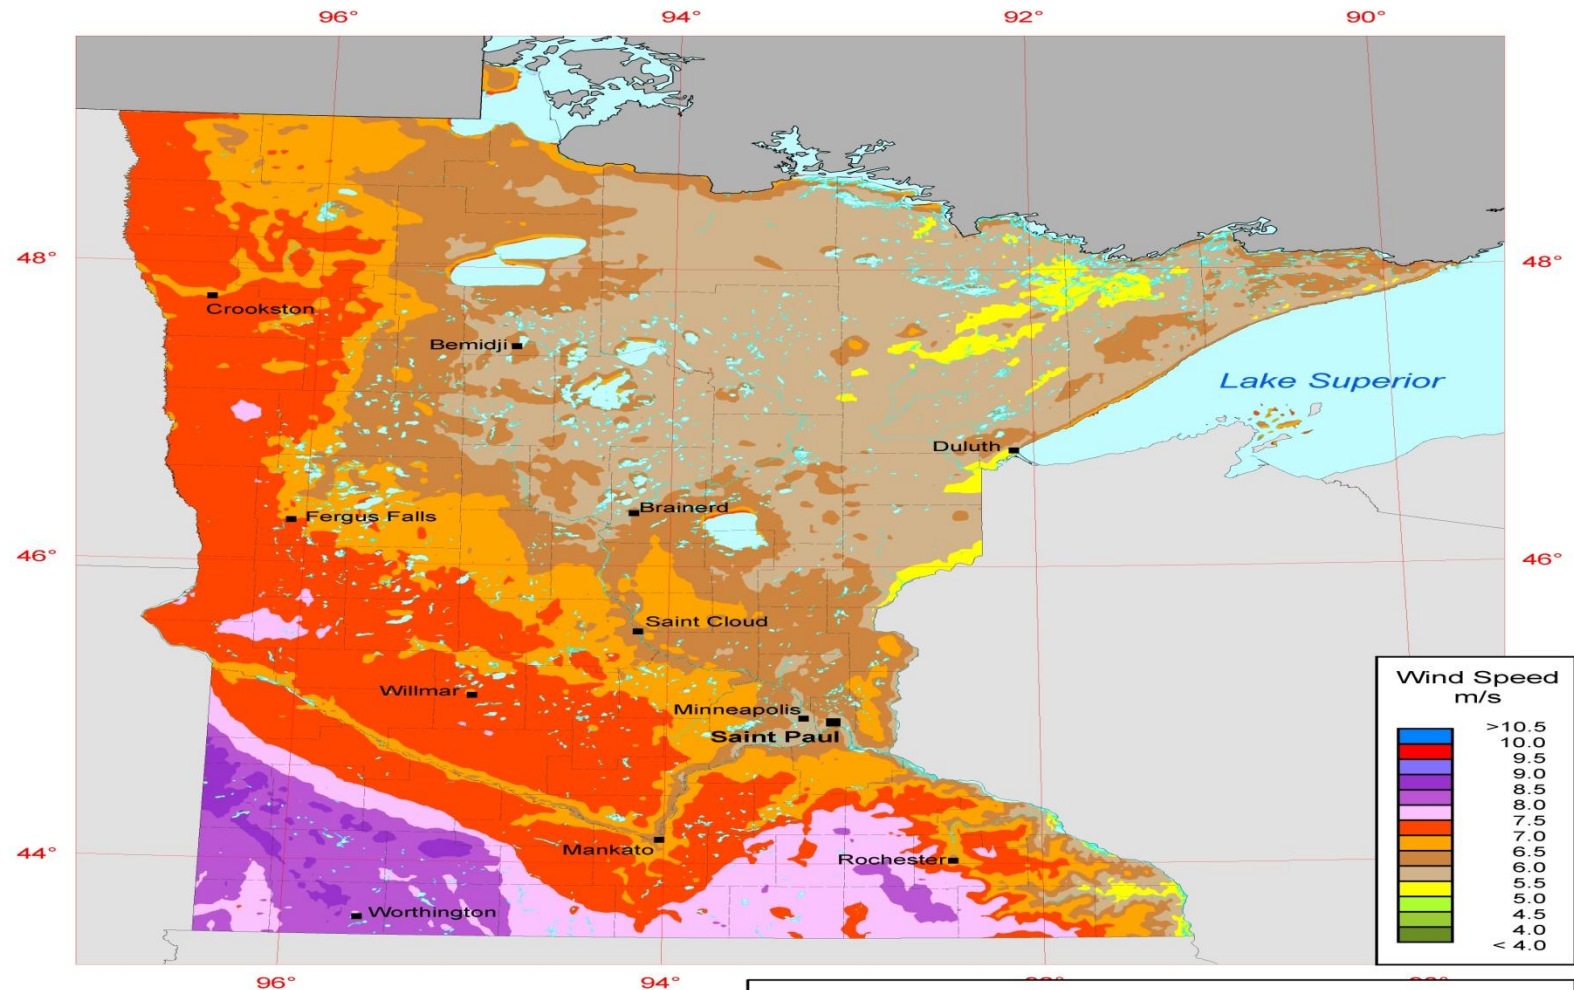 96° 94° 92° 90°
48° 48°
Crookston
Bemidji
Lake Superior
Duluth
Brainerd
Fergus Falls
46° 46°
Saint Cloud
Willmar
Minneapolis
Saint Paul
44°
Mankato
Rochester
Worthington
96° 94°
Wind Speed
m/s
>10.5
10.0
9.5
9.0
8.5
8.0
7.5
7.0
6.5
6.0
5.5
5.0
4.5
4.0
< 4.0